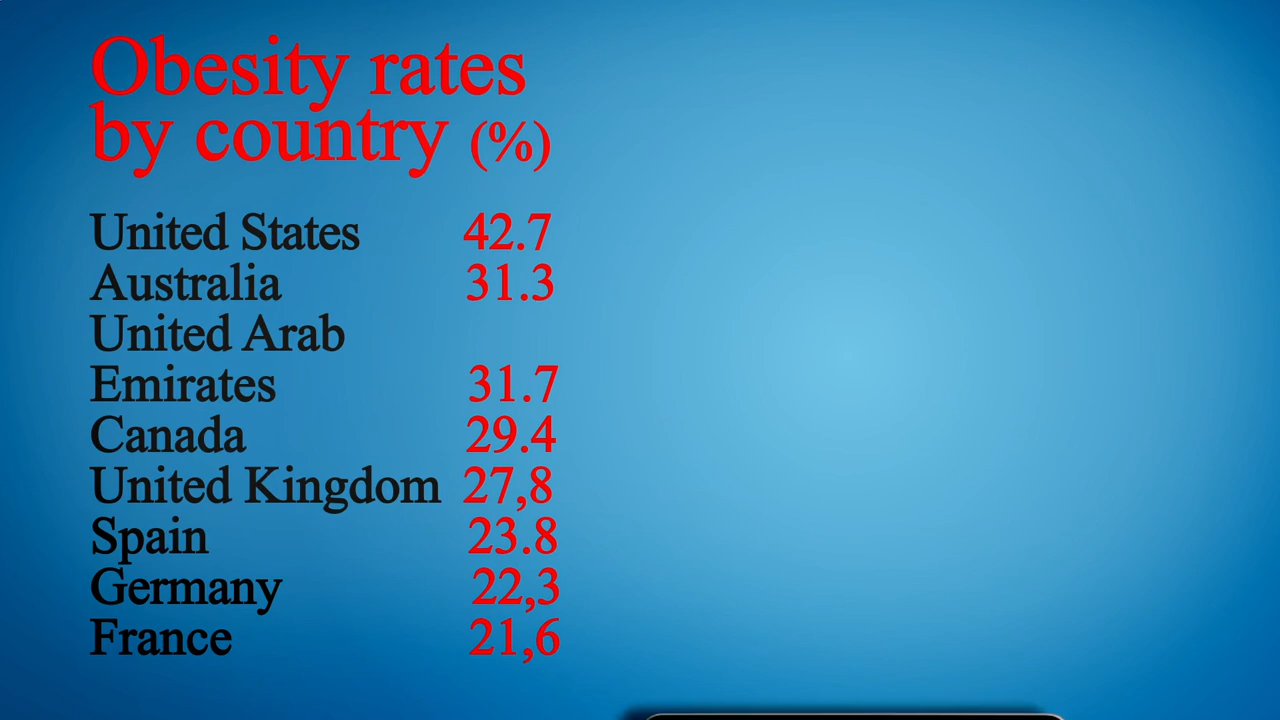 Obesity rates
by country (%)
United States 42.7
Australia 31.3
United Arab
Emirates 31.7
Canada 29.4
United Kingdom 27,8
Spain 23.8
Germany 22,3
France 21,6